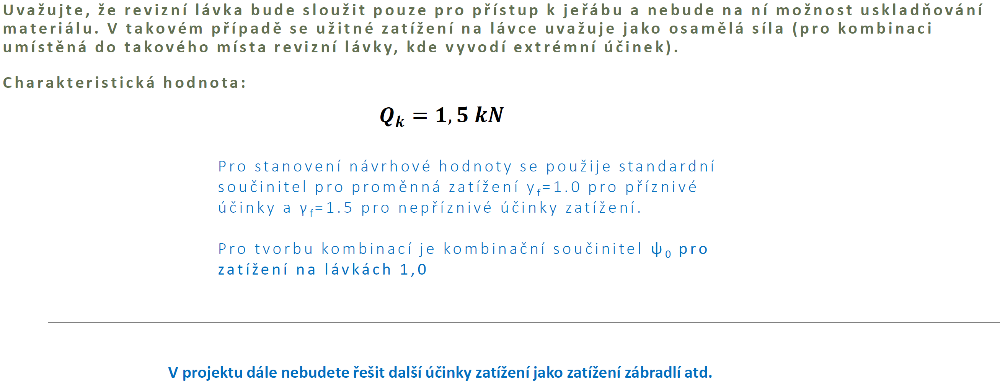 Uvažujte, že revizní lávka bude sloužit pouze pro přístup k jeřábu a nebude na ní možnost uskladňování
materiálu. V takovém případě se užitné zatížení na lávce uvažuje jako osamělá síla (pro kombinaci
umístěná do takového místa revizní lávky, kde vyvodí extrémní účinek).
Charakteristická hodnota:
Qₖ = 1,5 kN
Pro stanovení návrhové hodnoty se použije standardní
součinitel pro proměnná zatížení yf=1.0 pro příznivé
účinky a γf=1.5 pro nepříznivé účinky zatížení.
Pro tvorbu kombinací je kombinační součinitel ψ₀ pro
zatížení na lávkách 1,0
V projektu dále nebudete řešit další účinky zatížení jako zatížení zábradlí atd.